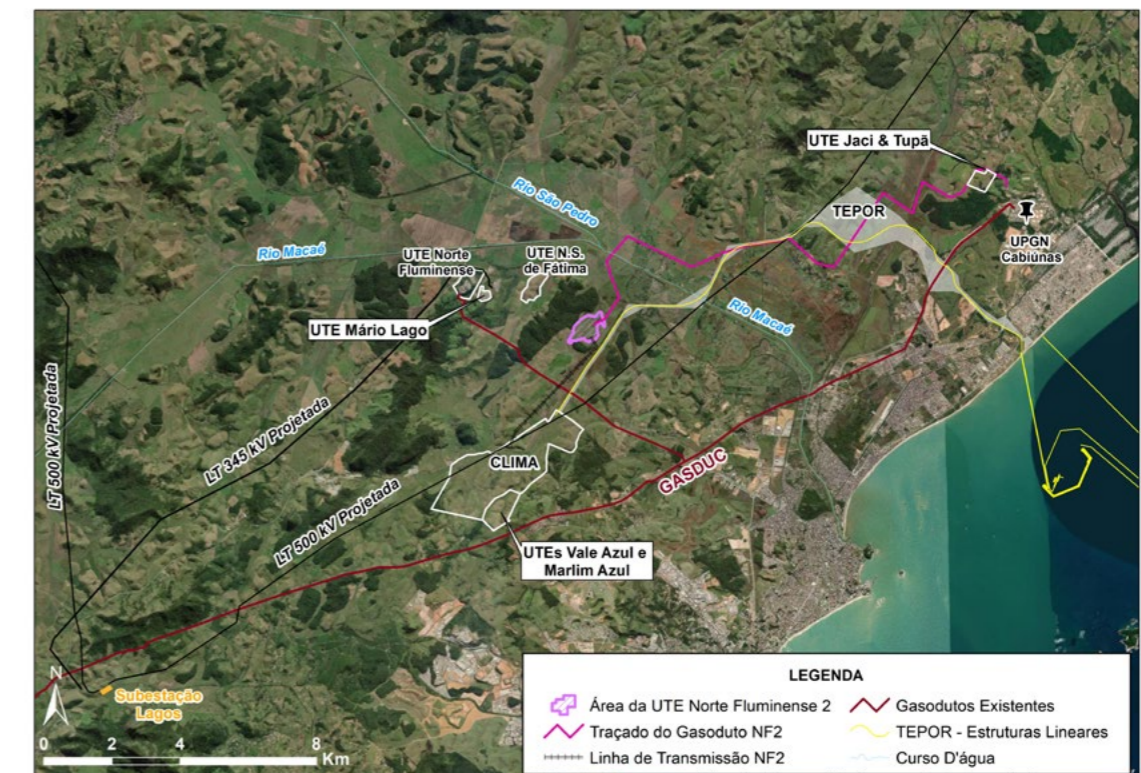 UTE Jaci & Tupã
Rio São Pedro
TEPOR
UPGN
Cabiúnas
Rio Macaé
UTE Norte
Fluminense
UTE N.S.
de Fátima
UTE Mário Lago
Rio Macaé
LT 500 kV Projetada
LT 345 kV Projetada
CLIMA
GASDUC
LT 500 kV Projetada
UTEs Vale Azul e
Marlim Azul
N
Subestação
Lagos
0 2 4 8
Km
LEGENDA
Área da UTE Norte Fluminense 2
Gasodutos Existentes
Traçado do Gasoduto NF2
TEPOR - Estruturas Lineares
Linha de Transmissão NF2
Curso D'água